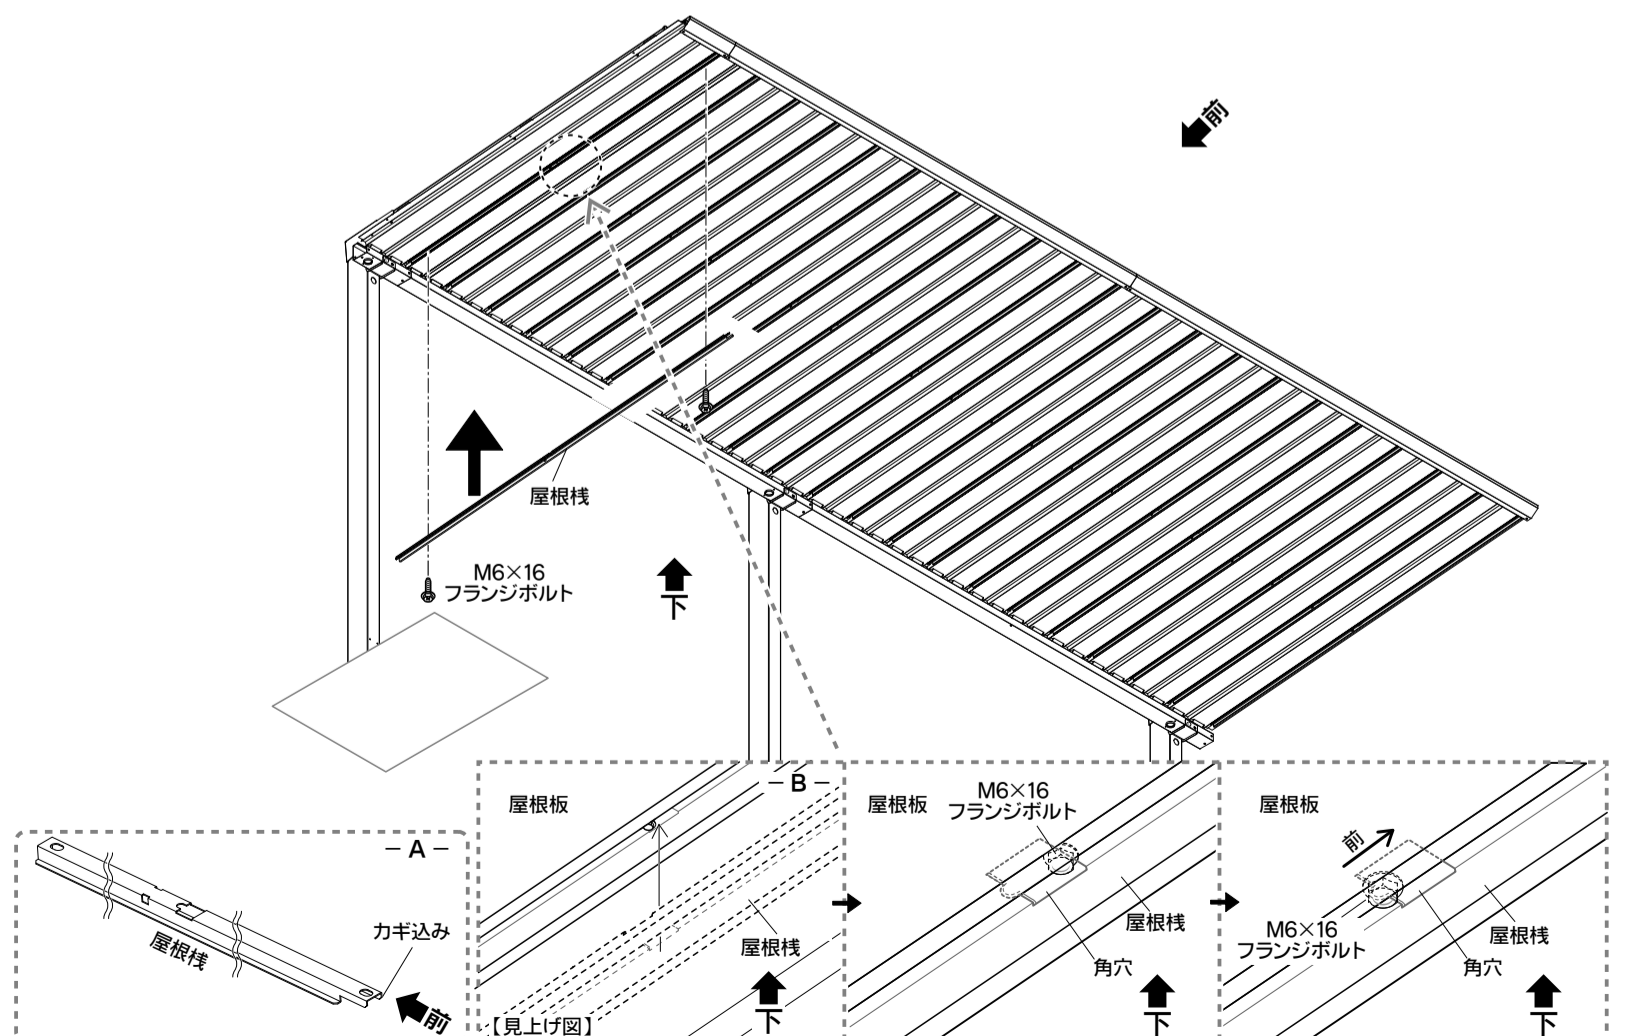 前
屋根桟
M6×16
フランジボルト
下
－A－
屋根桟
カギ込み
前
－B－
屋根板
屋根桟
下
【見上げ図】
屋根板
M6×16
フランジボルト
屋根桟
角穴
下
屋根板
前
M6×16
フランジボルト
屋根桟
角穴
下